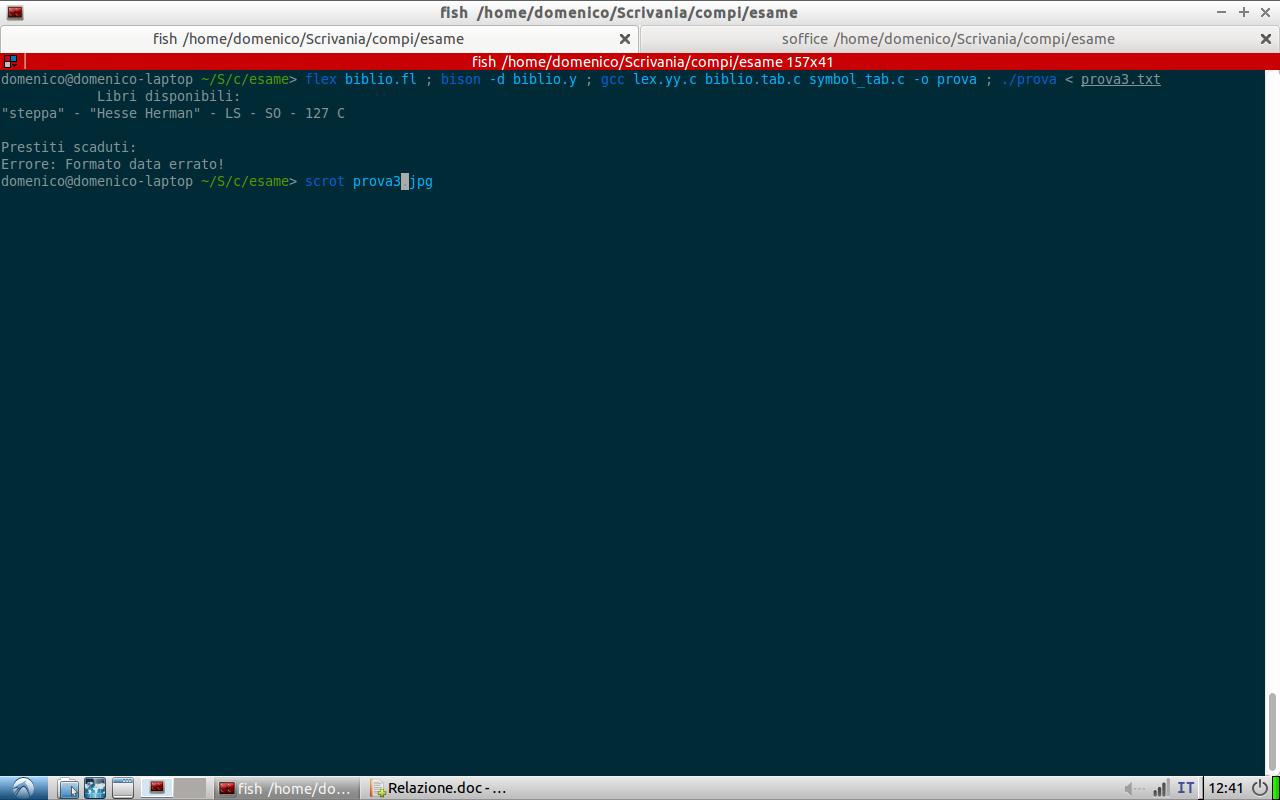 fish /home/domenico/Scrivania/compi/esame
fish /home/domenico/Scrivania/compi/esame
soffice /home/domenico/Scrivania/compi/esame
fish /home/domenico/Scrivania/compi/esame 157x41
domenico@domenico-laptop ~/S/c/esame> flex biblio.fl ; bison -d biblio.y ; gcc lex.yy.c biblio.tab.c symbol_tab.c -o prova ; ./prova < prova3.txt
Libri disponibili:
"steppa" - "Hesse Herman" - LS - SO - 127 C
Prestiti scaduti:
Errore: Formato data errato!
domenico@domenico-laptop ~/S/c/esame> scrot prova3.jpg
fish /home/do...
Relazione.doc - ...
IT
12:41